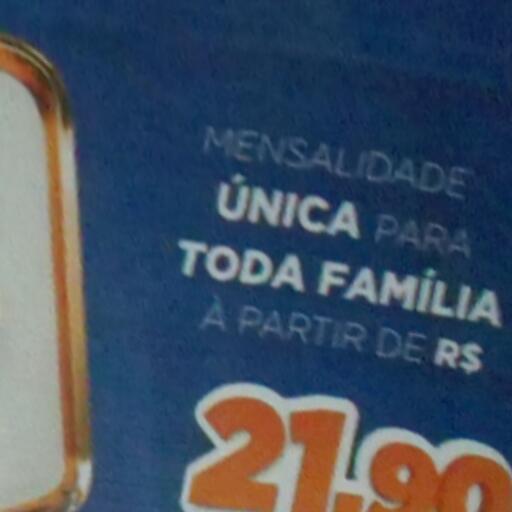 MENSALIDADE
ÚNICA PARA
TODA FAMÍLIA
À PARTIR DE R$
21,90